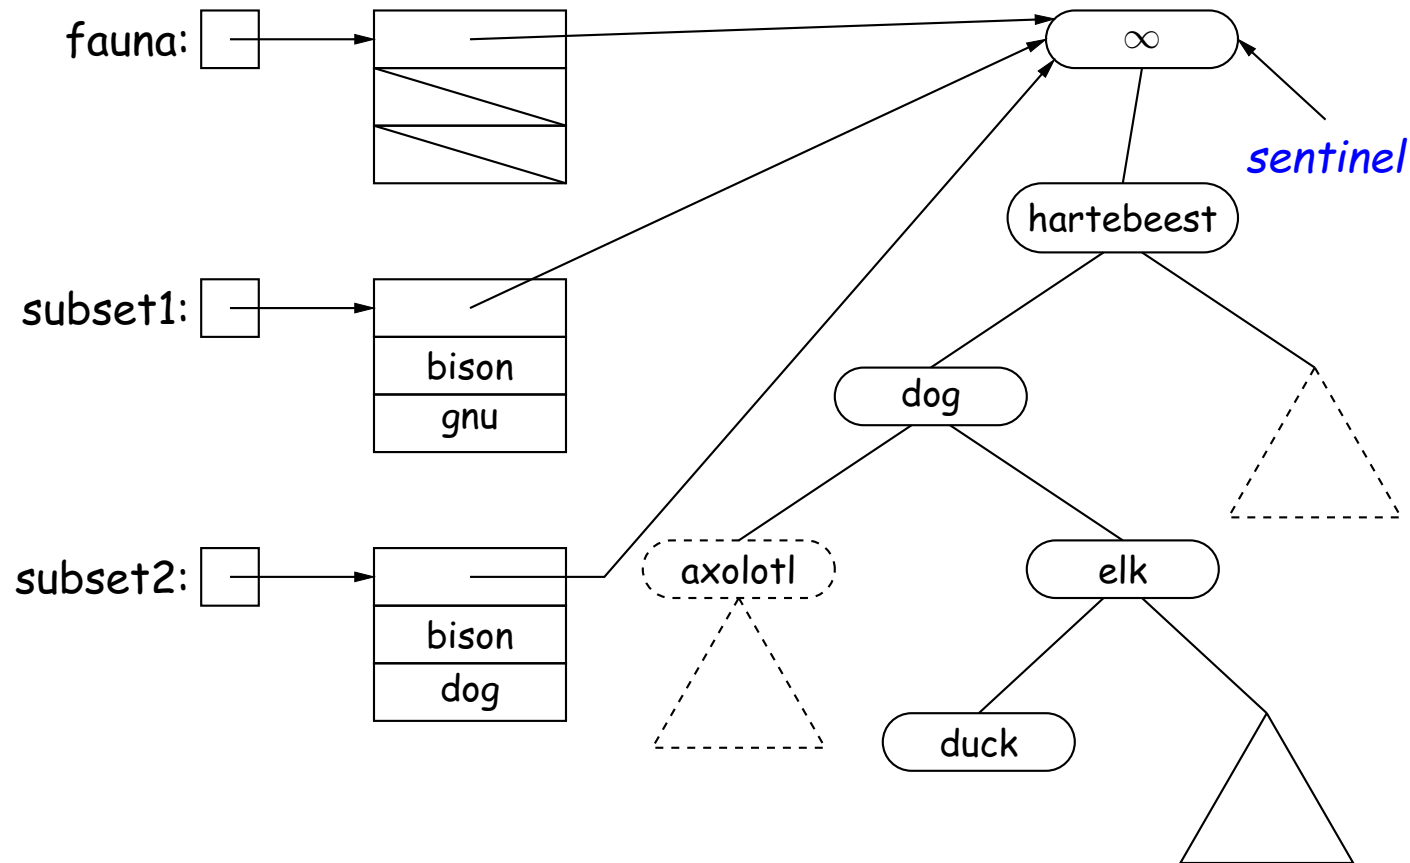 fauna:
∞
sentinel
hartebeest
subset1:
bison
gnu
dog
subset2:
axolotl
elk
bison
dog
duck